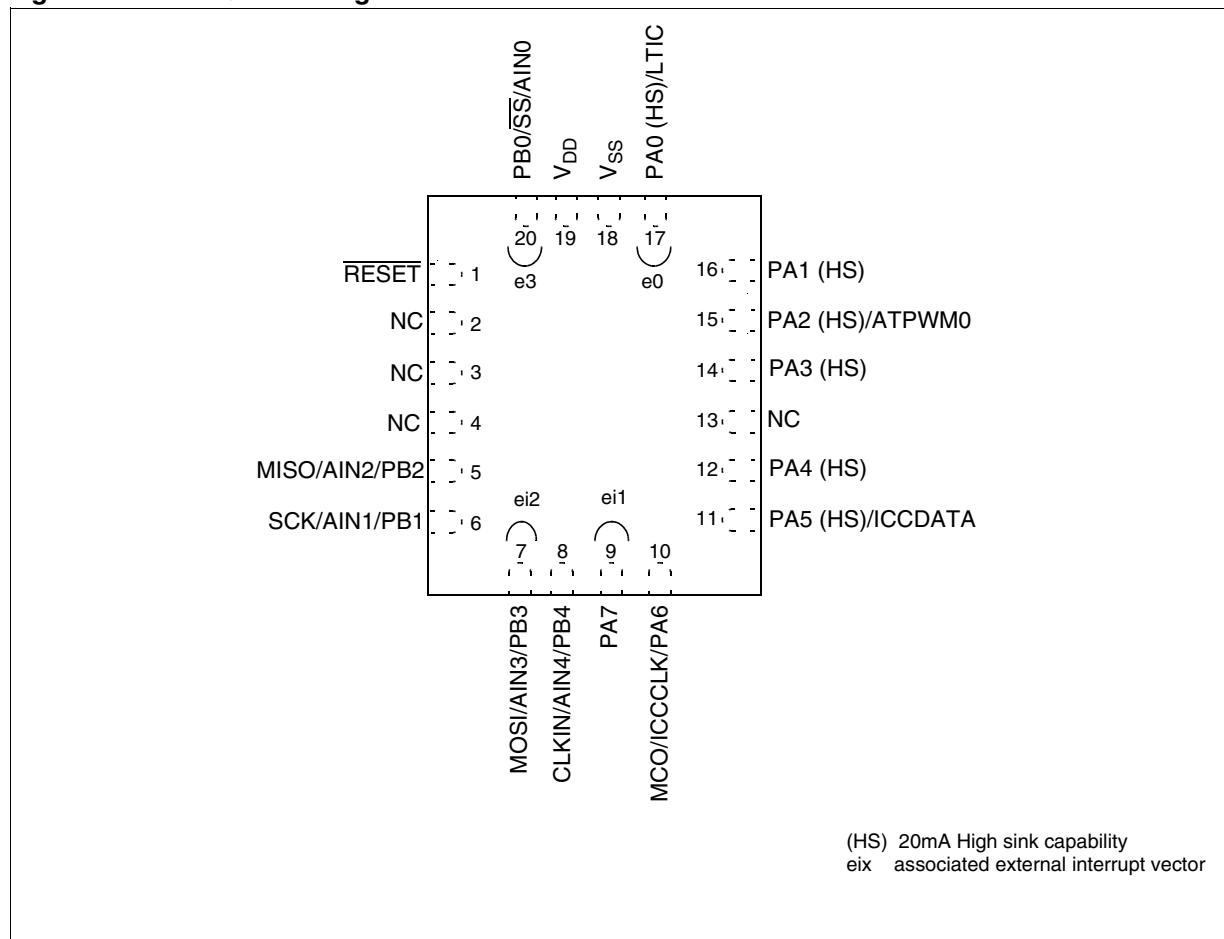 PB0/SS/AIN0
VDD
VSS
PA0 (HS)/LTIC
20 19 18 17
e3 e0
RESET 1
NC 2
NC 3
NC 4
MISO/AIN2/PB2 5
SCK/AIN1/PB1 6
16 PA1 (HS)
15 PA2 (HS)/ATPWM0
14 PA3 (HS)
13 NC
12 PA4 (HS)
11 PA5 (HS)/ICCDATA
ei2 ei1
7 8 9 10
MOSI/AIN3/PB3
CLKIN/AIN4/PB4
PA7
MCO/ICCCLK/PA6
(HS) 20mA High sink capability
eix associated external interrupt vector